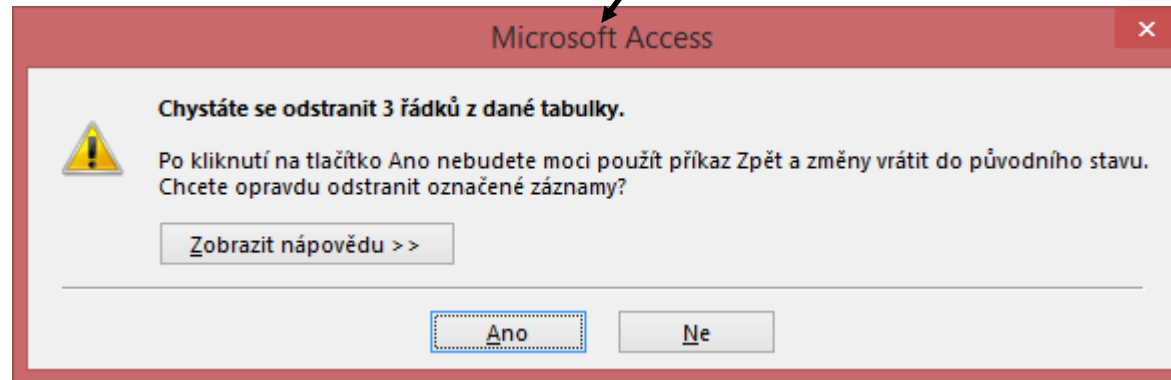 Microsoft Access
Chystáte se odstranit 3 řádků z dané tabulky.
Po kliknutí na tlačítko Ano nebudete moci použít příkaz Zpět a změny vrátit do původního stavu.
Chcete opravdu odstranit označené záznamy?
Zobrazit nápovědu >>
Ano Ne